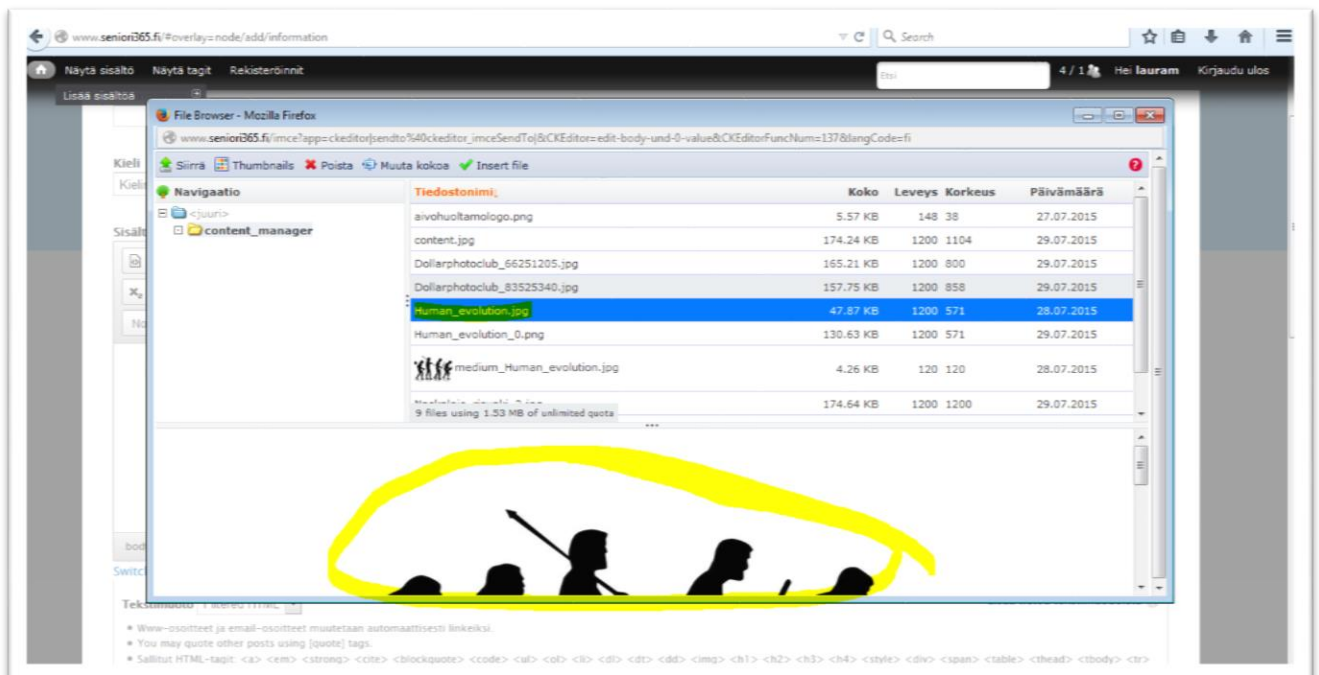 www.seniori365.fi/#overlay=node/add/information
Search
Näytä sisältö Näytä tagit Rekisteröinnit
Etsi
4 / 1 Hei lauram Kirjaudu ulos
Lisää sisältöä
File Browser - Mozilla Firefox
www.seniori365.fi/imce?app=ckeditor|sendto%40ckeditor_imceSendTo|&CKEditor=edit-body-und-0-value&CKEditorFuncNum=137&langCode=fi
Kieli
Siirrä Thumbnails Poista Muuta kokoa Insert file
Navigaatio
Tiedostonimi Koko Leveys Korkeus Päivämäärä
<juuri>
content_manager
aivohuoltamologo.png 5.57 KB 148 38 27.07.2015
content.jpg 174.24 KB 1200 1104 29.07.2015
Dollarphotoclub_66251205.jpg 165.21 KB 1200 800 29.07.2015
Dollarphotoclub_83525340.jpg 157.75 KB 1200 858 29.07.2015
Human_evolution.jpg 47.87 KB 1200 571 28.07.2015
Human_evolution_0.png 130.63 KB 1200 571 29.07.2015
medium_Human_evolution.jpg 4.26 KB 120 120 28.07.2015
174.64 KB 1200 1200 29.07.2015
9 files using 1.53 MB of unlimited quota
Sisält
No
bod
Switc
Tekstimuoto Filtered HTML
* Www-osoitteet ja email-osoitteet muutetaan automaattisesti linkeiksi.
* You may quote other posts using [quote] tags.
* Sallitut HTML-tagit: <a> <em> <strong> <cite> <blockquote> <code> <ul> <ol> <li> <dl> <dt> <dd> <img> <h1> <h2> <h3> <h4> <style> <div> <span> <table> <thead> <tbody> <tr>